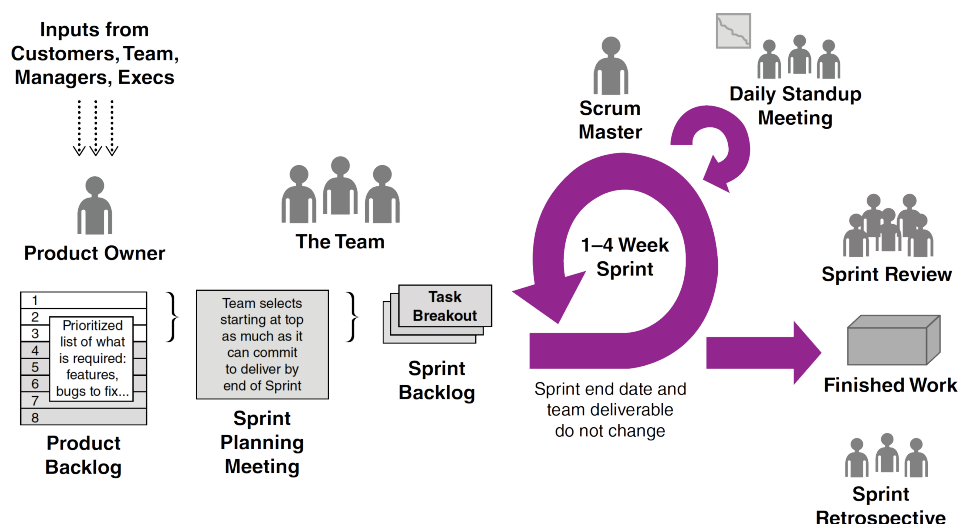 Inputs from
Customers, Team,
Managers, Execs
Product Owner
The Team
Scrum
Master
Daily Standup
Meeting
1–4 Week
Sprint
Sprint Review
1
2
3
4
5
6
7
8
Prioritized
list of what
is required:
features,
bugs to fix...
Product
Backlog
Team selects
starting at top
as much as it
can commit
to deliver by
end of Sprint
Sprint
Planning
Meeting
Task
Breakout
Sprint
Backlog
Sprint end date and
team deliverable
do not change
Finished Work
Sprint
Retrospective